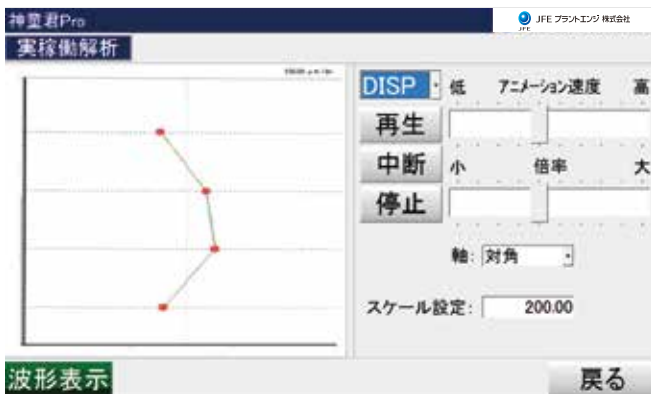 神童君Pro
JFE プラントエンジ 株式会社
JFE
実稼働解析
DISP
低 アニメーション速度 高
再生
中断
小 倍率 大
停止
軸: 対角
スケール設定: 200.00
波形表示
戻る